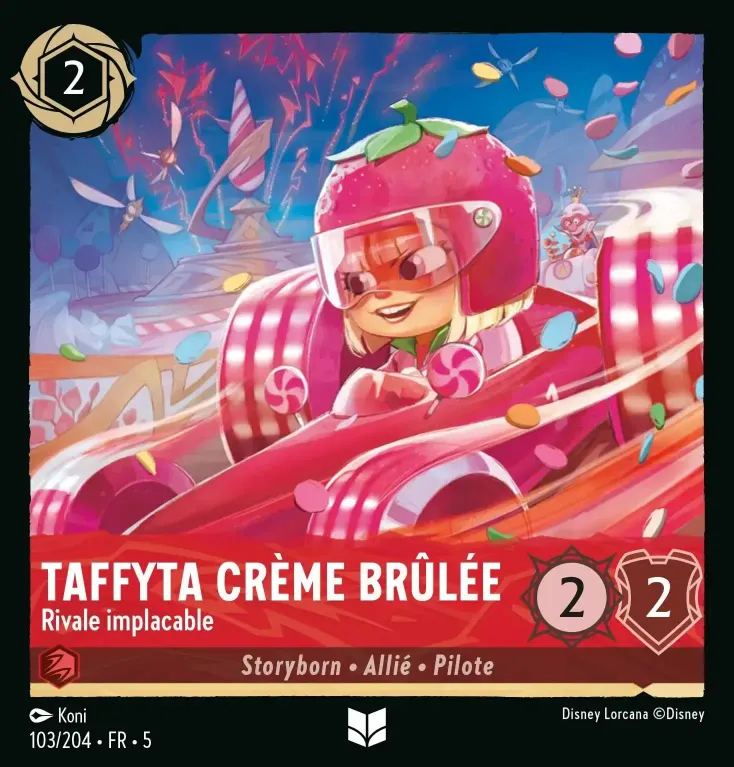 2
TAFFYTA CRÈME BRÛLÉE
Rivale implacable
2
2
Storyborn • Allié • Pilote
Koni
Disney Lorcana ©Disney
103/204 • FR • 5